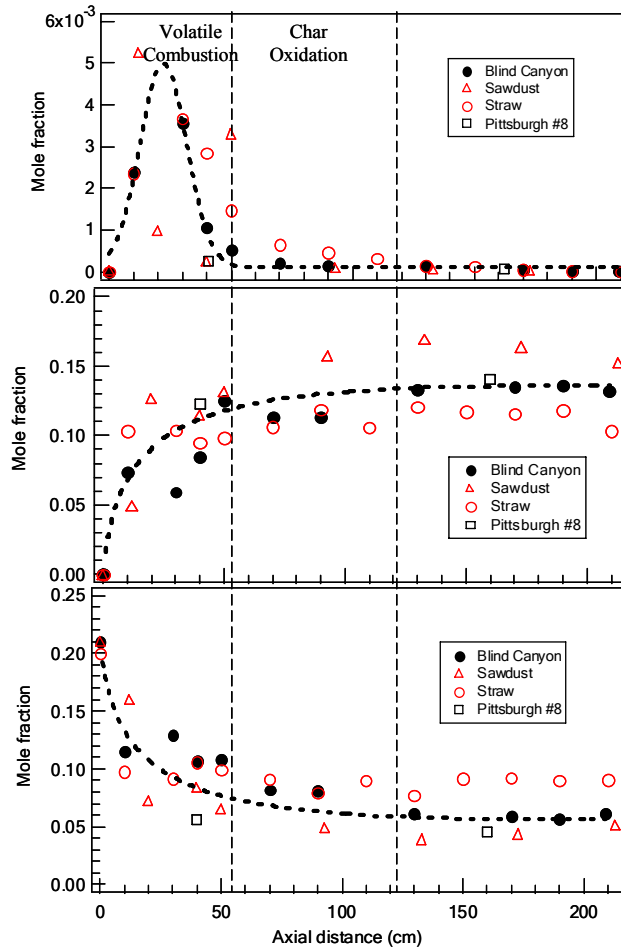 6x10-3
Volatile Combustion
Char Oxidation
Blind Canyon
Sawdust
Straw
Pittsburgh #8
5
4
3
2
1
0
Mole fraction
0.20
0.15
0.10
0.05
0.00
Mole fraction
Blind Canyon
Sawdust
Straw
Pittsburgh #8
0.25
0.20
0.15
0.10
0.05
0.00
Mole fraction
Blind Canyon
Sawdust
Straw
Pittsburgh #8
0 50 100 150 200
Axial distance (cm)